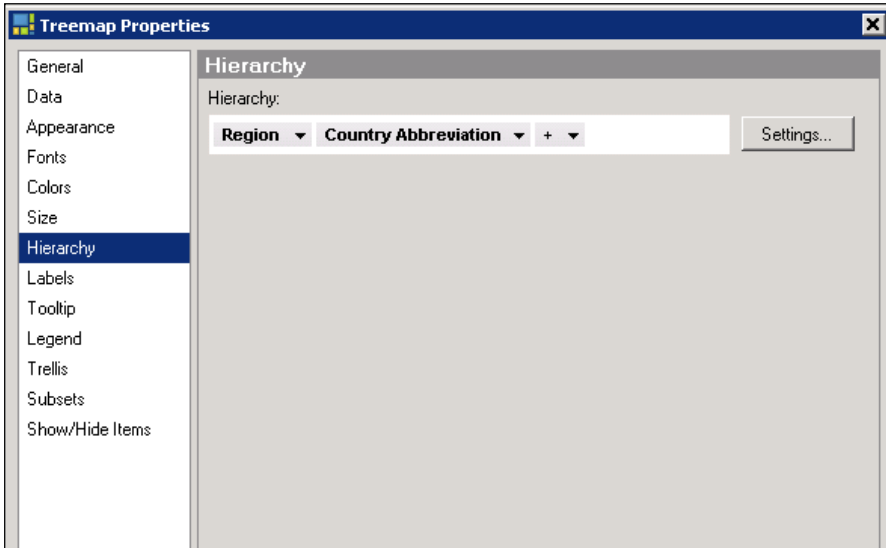 Treemap Properties
General
Data
Appearance
Fonts
Colors
Size
Hierarchy
Labels
Tooltip
Legend
Trellis
Subsets
Show/Hide Items
Hierarchy
Hierarchy:
Region Country Abbreviation +
Settings...